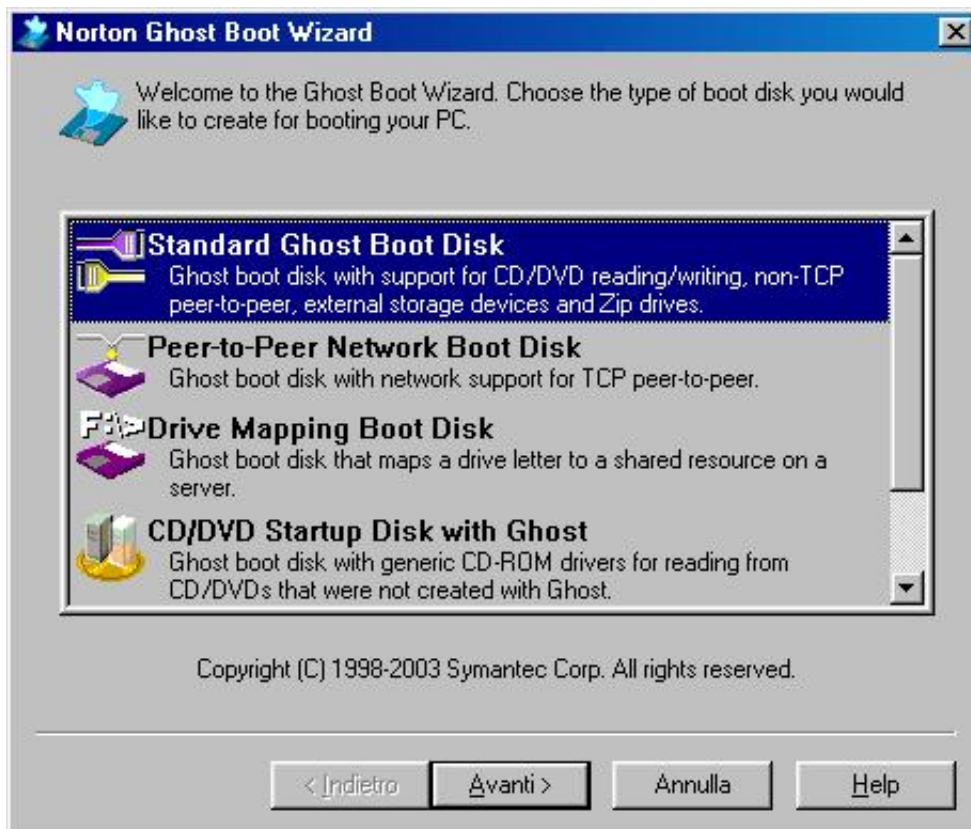 Norton Ghost Boot Wizard
Welcome to the Ghost Boot Wizard. Choose the type of boot disk you would
like to create for booting your PC.
Standard Ghost Boot Disk
Ghost boot disk with support for CD/DVD reading/writing, non-TCP
peer-to-peer, external storage devices and Zip drives.
Peer-to-Peer Network Boot Disk
Ghost boot disk with network support for TCP peer-to-peer.
F:\>
Drive Mapping Boot Disk
Ghost boot disk that maps a drive letter to a shared resource on a
server.
CD/DVD Startup Disk with Ghost
Ghost boot disk with generic CD-ROM drivers for reading from
CD/DVDs that were not created with Ghost.
Copyright (C) 1998-2003 Symantec Corp. All rights reserved.
< Indietro
Avanti >
Annulla
Help